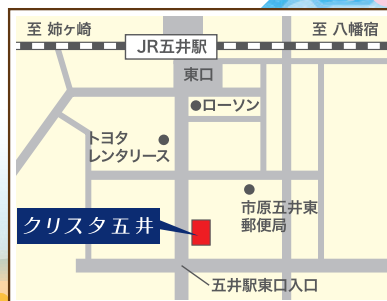 至 姉ヶ崎
至 八幡宿
JR五井駅
東口
ローソン
トヨタ
レンタリース
市原五井東
郵便局
クリスタ五井
五井駅東口入口